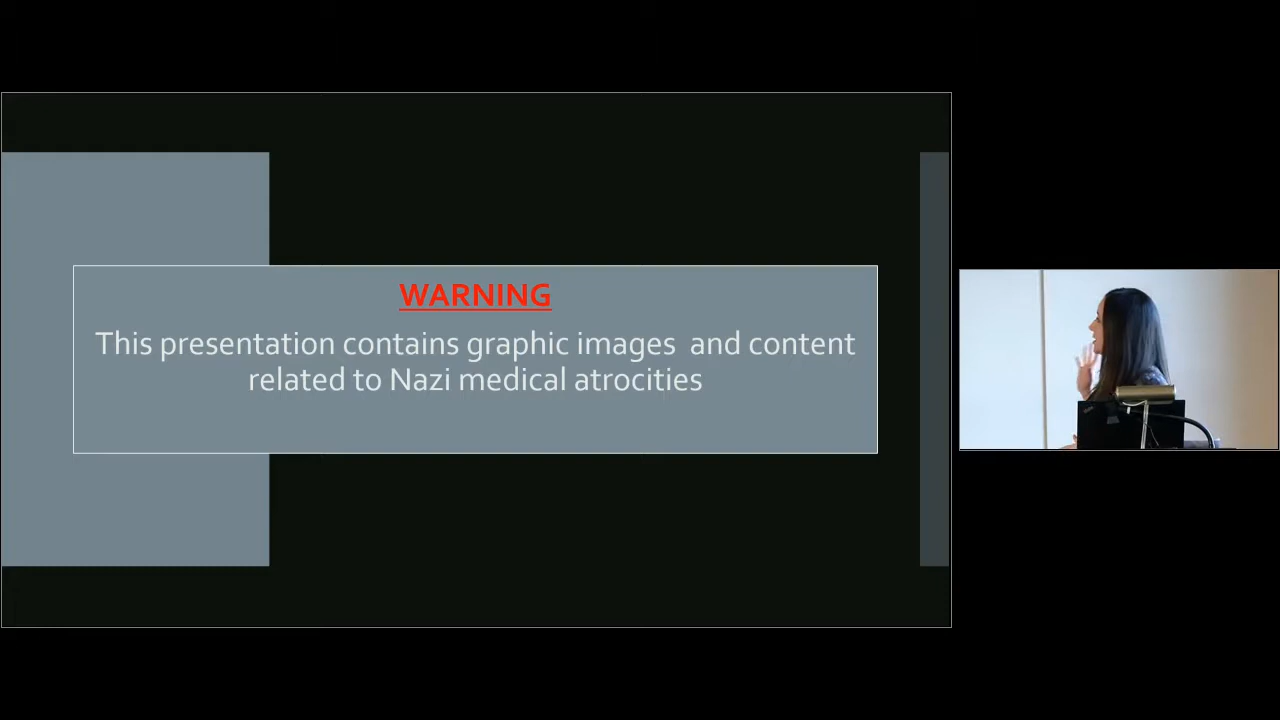 WARNING
This presentation contains graphic images  and content
related to Nazi medical atrocities